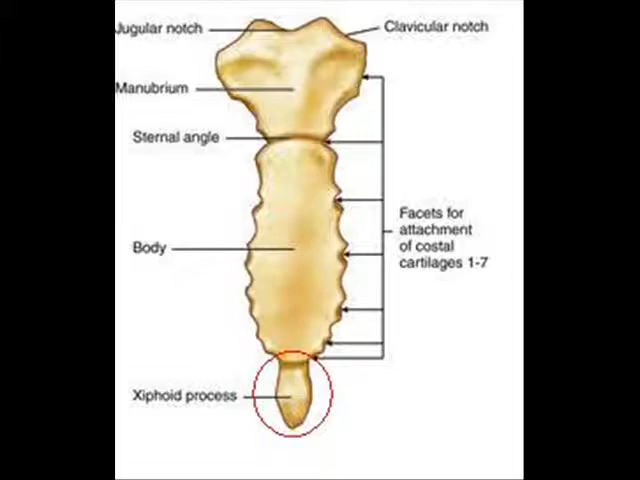 Jugular notch
Clavicular notch
Manubrium
Sternal angle
Facets for
attachment
of costal
cartilages 1-7
Body
Xiphoid process